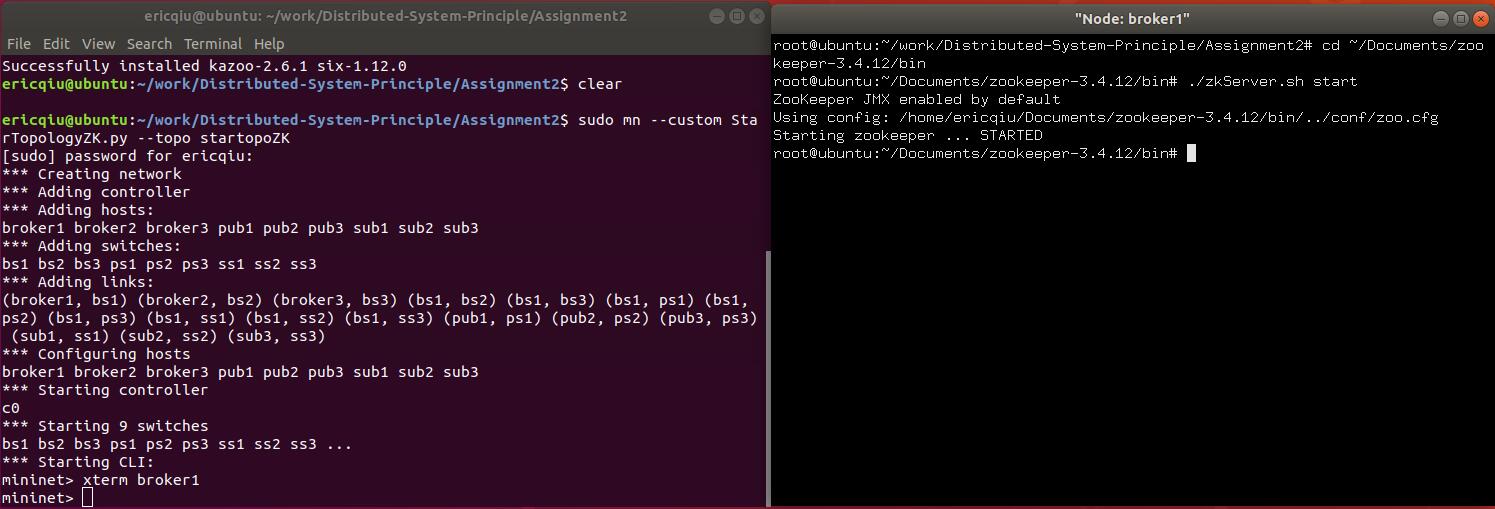 ericqiu@ubuntu: ~/work/Distributed-System-Principle/Assignment2
File Edit View Search Terminal Help
Successfully installed kazoo-2.6.1 six-1.12.0
ericqiu@ubuntu:~/work/Distributed-System-Principle/Assignment2$ clear
ericqiu@ubuntu:~/work/Distributed-System-Principle/Assignment2$ sudo mn --custom Sta
rTopologyZK.py --topo startopoZK
[sudo] password for ericqiu:
*** Creating network
*** Adding controller
*** Adding hosts:
broker1 broker2 broker3 pub1 pub2 pub3 sub1 sub2 sub3
*** Adding switches:
bs1 bs2 bs3 ps1 ps2 ps3 ss1 ss2 ss3
*** Adding links:
(broker1, bs1) (broker2, bs2) (broker3, bs3) (bs1, bs2) (bs1, bs3) (bs1, ps1) (bs1,
ps2) (bs1, ps3) (bs1, ss1) (bs1, ss2) (bs1, ss3) (pub1, ps1) (pub2, ps2) (pub3, ps3)
(sub1, ss1) (sub2, ss2) (sub3, ss3)
*** Configuring hosts
broker1 broker2 broker3 pub1 pub2 pub3 sub1 sub2 sub3
*** Starting controller
c0
*** Starting 9 switches
bs1 bs2 bs3 ps1 ps2 ps3 ss1 ss2 ss3 ...
*** Starting CLI:
mininet> xterm broker1
mininet>
"Node: broker1"
root@ubuntu:~/work/Distributed-System-Principle/Assignment2# cd ~/Documents/zoo
keeper-3.4.12/bin
root@ubuntu:~/Documents/zookeeper-3.4.12/bin# ./zkServer.sh start
ZooKeeper JMX enabled by default
Using config: /home/ericqiu/Documents/zookeeper-3.4.12/bin/../conf/zoo.cfg
Starting zookeeper ... STARTED
root@ubuntu:~/Documents/zookeeper-3.4.12/bin#